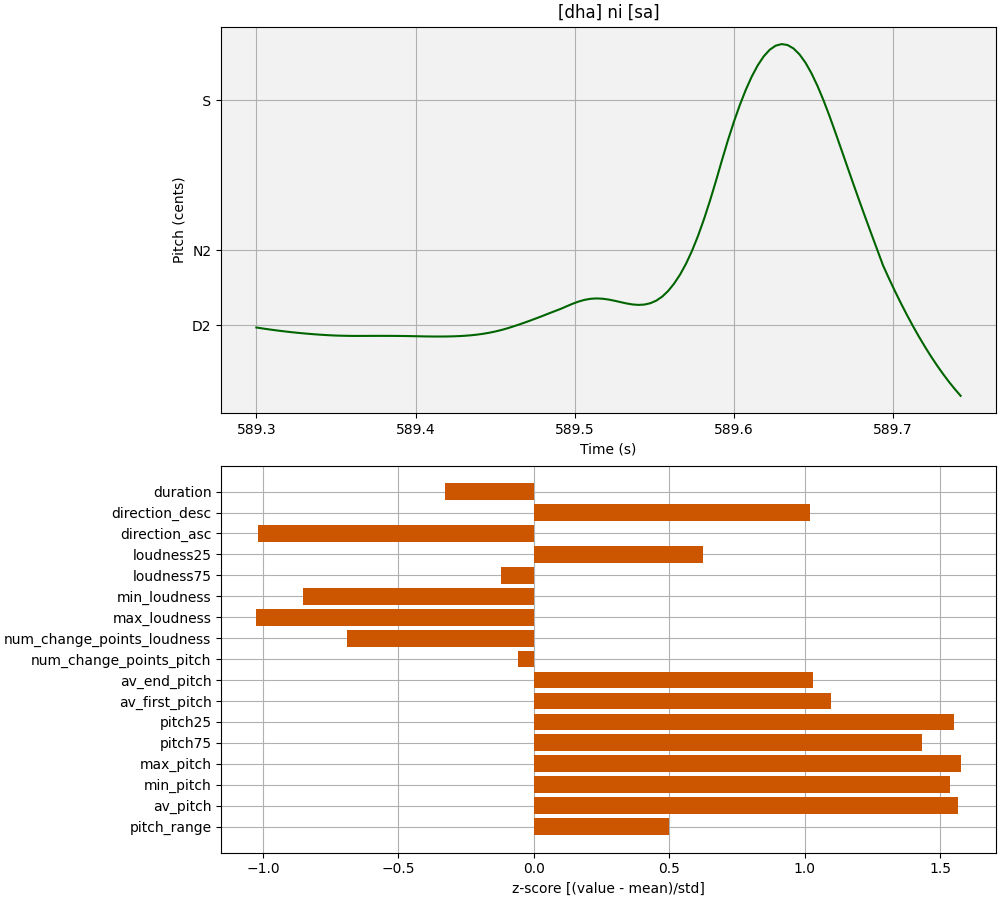 [dha] ni [sa]
S
N2
D2
Pitch (cents)
589.3 589.4 589.5 589.6 589.7
Time (s)
duration
direction_desc
direction_asc
loudness25
loudness75
min_loudness
max_loudness
num_change_points_loudness
num_change_points_pitch
av_end_pitch
av_first_pitch
pitch25
pitch75
max_pitch
min_pitch
av_pitch
pitch_range
−1.0 −0.5 0.0 0.5 1.0 1.5
z-score [(value - mean)/std]